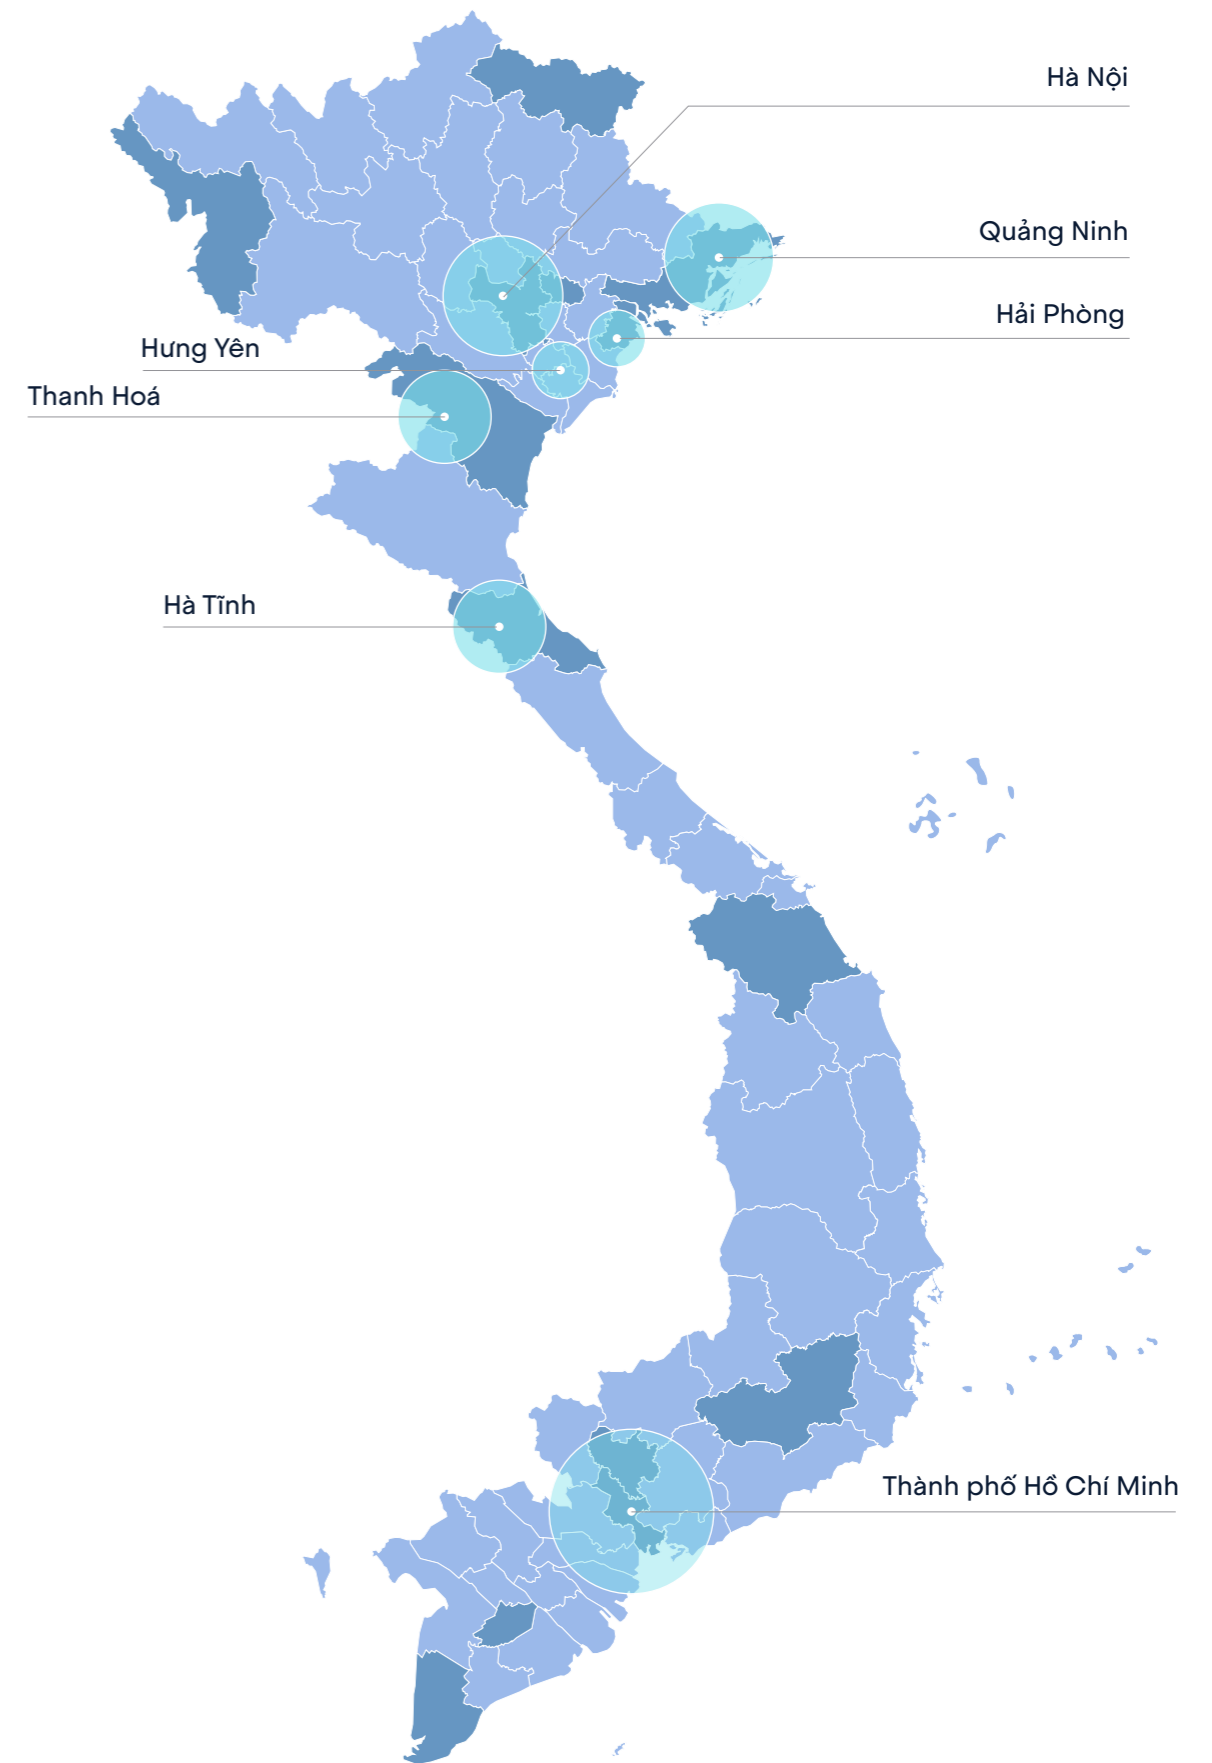 Hà Nội
Quảng Ninh
Hải Phòng
Hưng Yên
Thanh Hoá
Hà Tĩnh
Thành phố Hồ Chí Minh